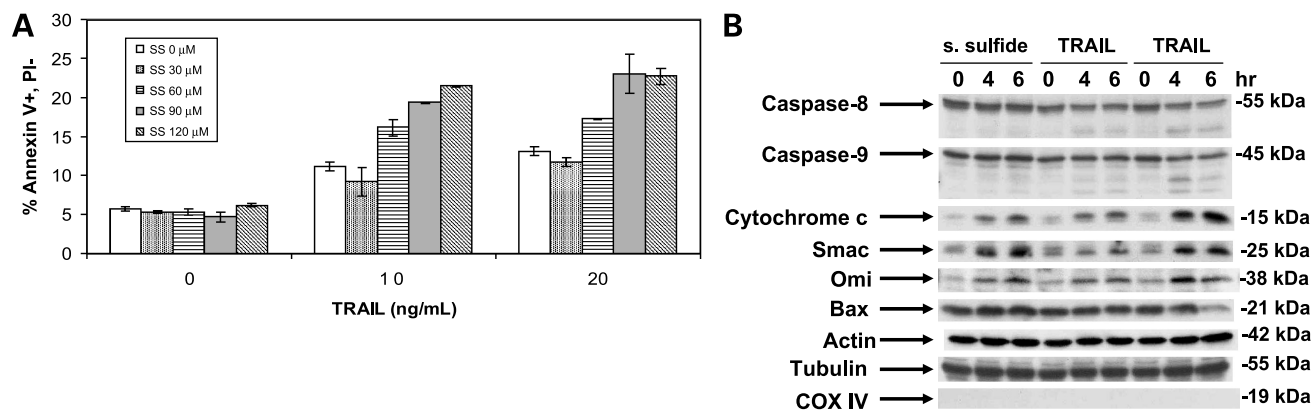 A
% Annexin V+, PI-
30
25
20
15
10
5
0
SS 0 μM
SS 30 μM
SS 60 μM
SS 90 μM
SS 120 μM
0 10 20
TRAIL (ng/mL)
B
s. sulfide TRAIL TRAIL
0 4 6 0 4 6 0 4 6 hr
Caspase-8 -55 kDa
Caspase-9 -45 kDa
Cytochrome c -15 kDa
Smac -25 kDa
Omi -38 kDa
Bax -21 kDa
Actin -42 kDa
Tubulin -55 kDa
COX IV -19 kDa